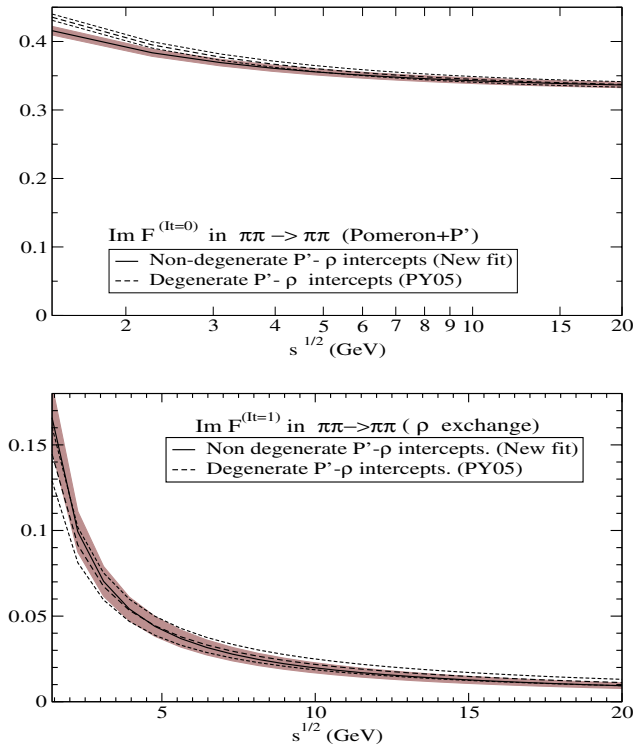 0.4
0.3
0.2
0.1
0
Im F (It=0) in ππ −> ππ (Pomeron+P')
Non-degenerate P'- ρ intercepts (New fit)
Degenerate P'- ρ intercepts (PY05)
2 3 4 5 6 7 8 9 10 15 20
s 1/2 (GeV)
Im F (It=1) in ππ−>ππ ( ρ exchange)
Non degenerate P'-ρ intercepts. (New fit)
Degenerate P'-ρ intercepts. (PY05)
0.15
0.1
0.05
0
5 10 15 20
s 1/2 (GeV)